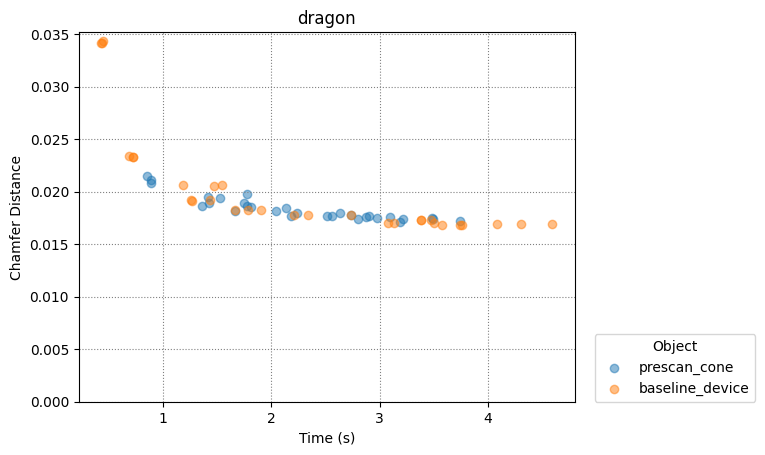 dragon
0.035
0.030
0.025
0.020
0.015
0.010
0.005
0.000
Chamfer Distance
1 2 3 4
Time (s)
Object
prescan_cone
baseline_device